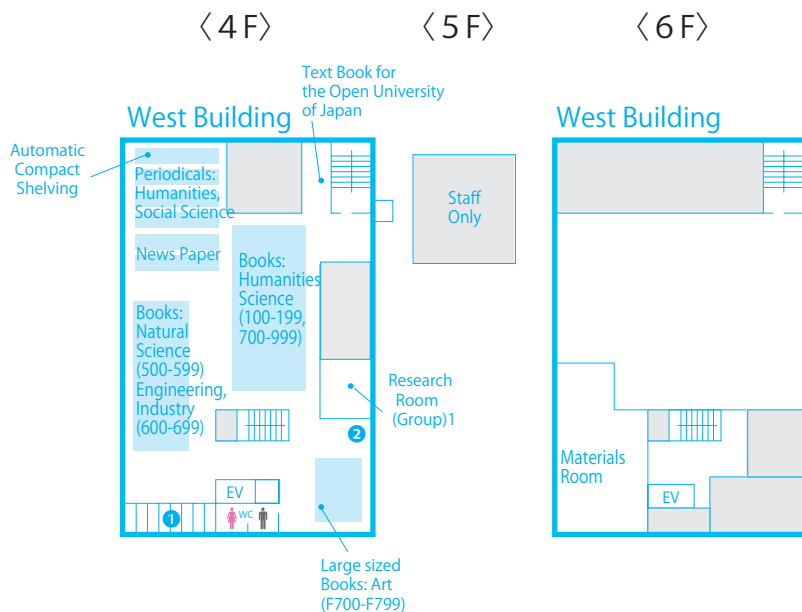 〈4F〉
〈5F〉
〈6F〉
Text Book for
the Open University
of Japan
West Building
West Building
Automatic
Compact
Shelving
Periodicals:
Humanities,
Social Science
Staff
Only
News Paper
Books:
Humanities
Science
(100-199,
700-999)
Books:
Natural
Science
(500-599)
Engineering,
Industry
(600-699)
Research
Room
(Group)1
2
Materials
Room
EV
EV
1
WC
Large sized
Books: Art
(F700-F799)